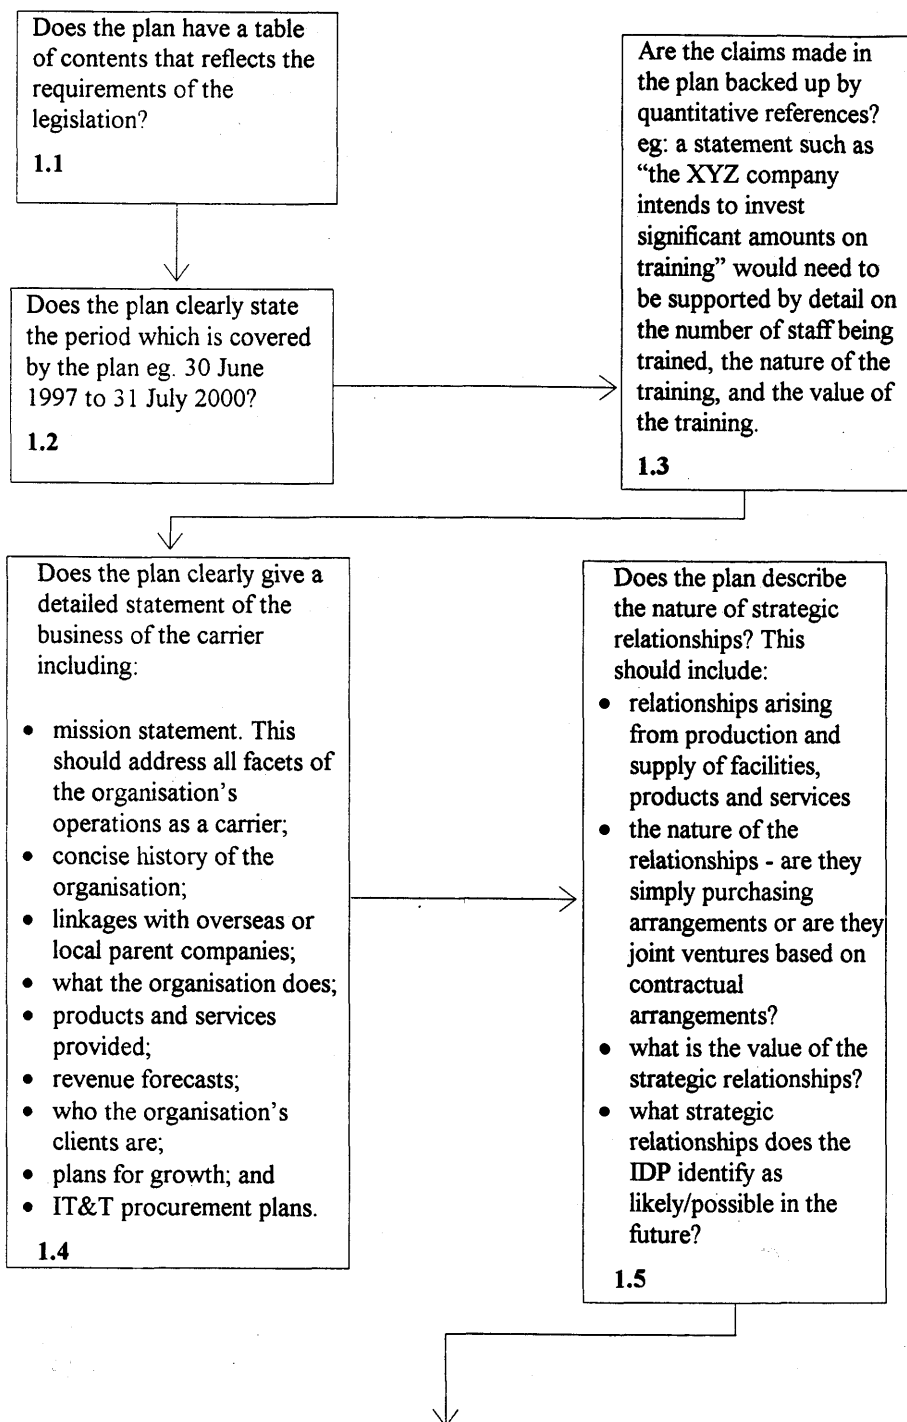 Does the plan have a table
of contents that reflects the
requirements of the
legislation?
1.1
Does the plan clearly state
the period which is covered
by the plan eg. 30 June
1997 to 31 July 2000?
1.2
Are the claims made in
the plan backed up by
quantitative references?
eg: a statement such as
“the XYZ company
intends to invest
significant amounts on
training” would need to
be supported by detail on
the number of staff being
trained, the nature of the
training, and the value of
the training.
1.3
Does the plan clearly give a
detailed statement of the
business of the carrier
including:
• mission statement. This
should address all facets of
the organisation’s
operations as a carrier;
• concise history of the
organisation;
• linkages with overseas or
local parent companies;
• what the organisation does;
• products and services
provided;
• revenue forecasts;
• who the organisation’s
clients are;
• plans for growth; and
• IT&T procurement plans.
1.4
Does the plan describe
the nature of strategic
relationships? This
should include:
• relationships arising
from production and
supply of facilities,
products and services
• the nature of the
relationships - are they
simply purchasing
arrangements or are they
joint ventures based on
contractual
arrangements?
• what is the value of the
strategic relationships?
• what strategic
relationships does the
IDP identify as
likely/possible in the
future?
1.5